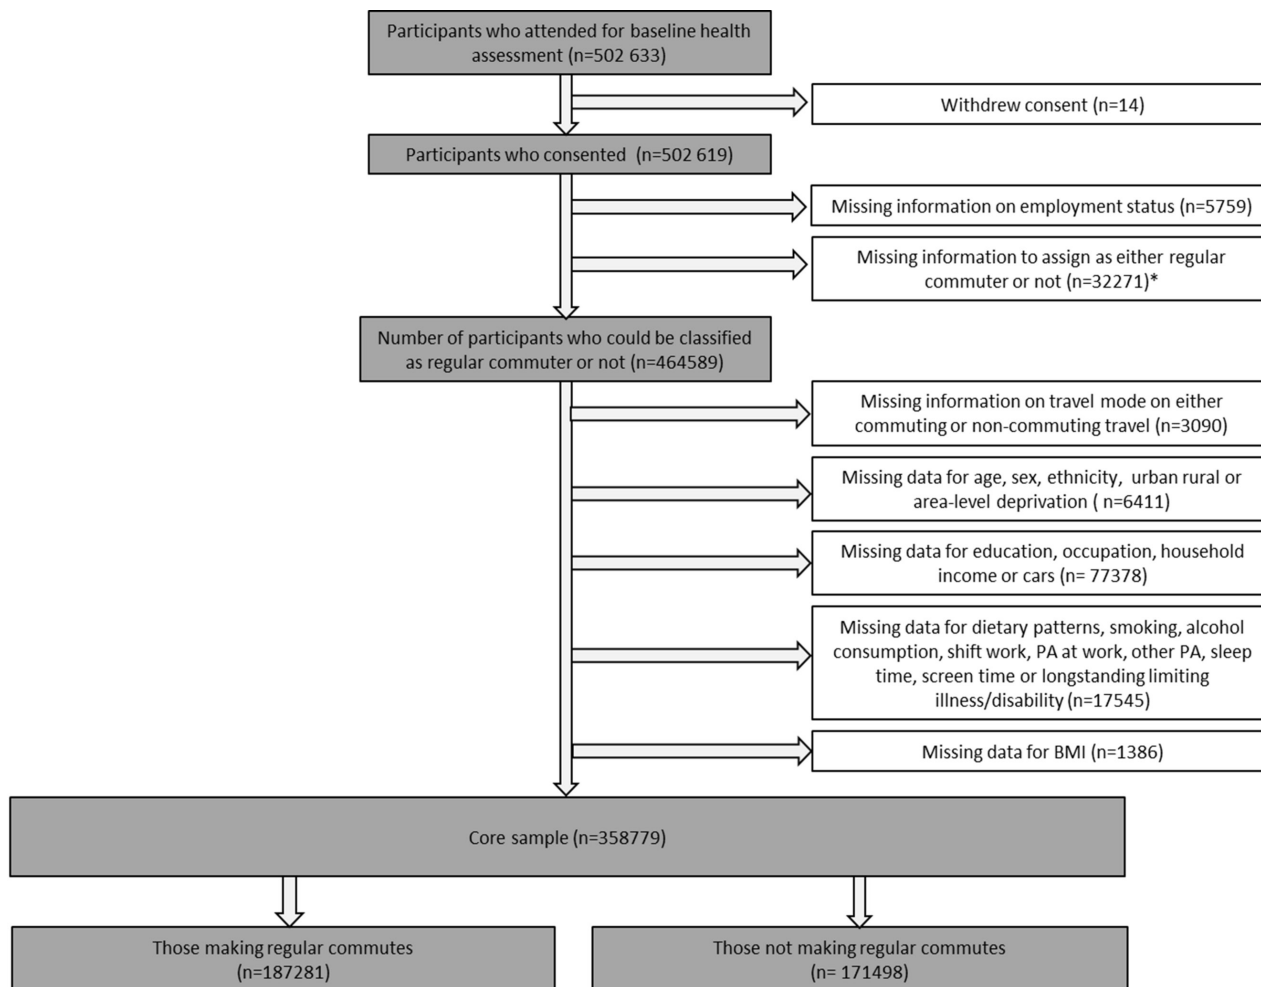 Participants who attended for baseline health
assessment (n=502 633)
Withdrew consent (n=14)
Participants who consented (n=502 619)
Missing information on employment status (n=5759)
Missing information to assign as either regular
commuter or not (n=32271)*
Number of participants who could be classified
as regular commuter or not (n=464589)
Missing information on travel mode on either
commuting or non-commuting travel (n=3090)
Missing data for age, sex, ethnicity, urban rural or
area-level deprivation ( n=6411)
Missing data for education, occupation, household
income or cars (n= 77378)
Missing data for dietary patterns, smoking, alcohol
consumption, shift work, PA at work, other PA, sleep
time, screen time or longstanding limiting
illness/disability (n=17545)
Missing data for BMI (n=1386)
Core sample (n=358779)
Those making regular commutes
(n=187281)
Those not making regular commutes
(n= 171498)